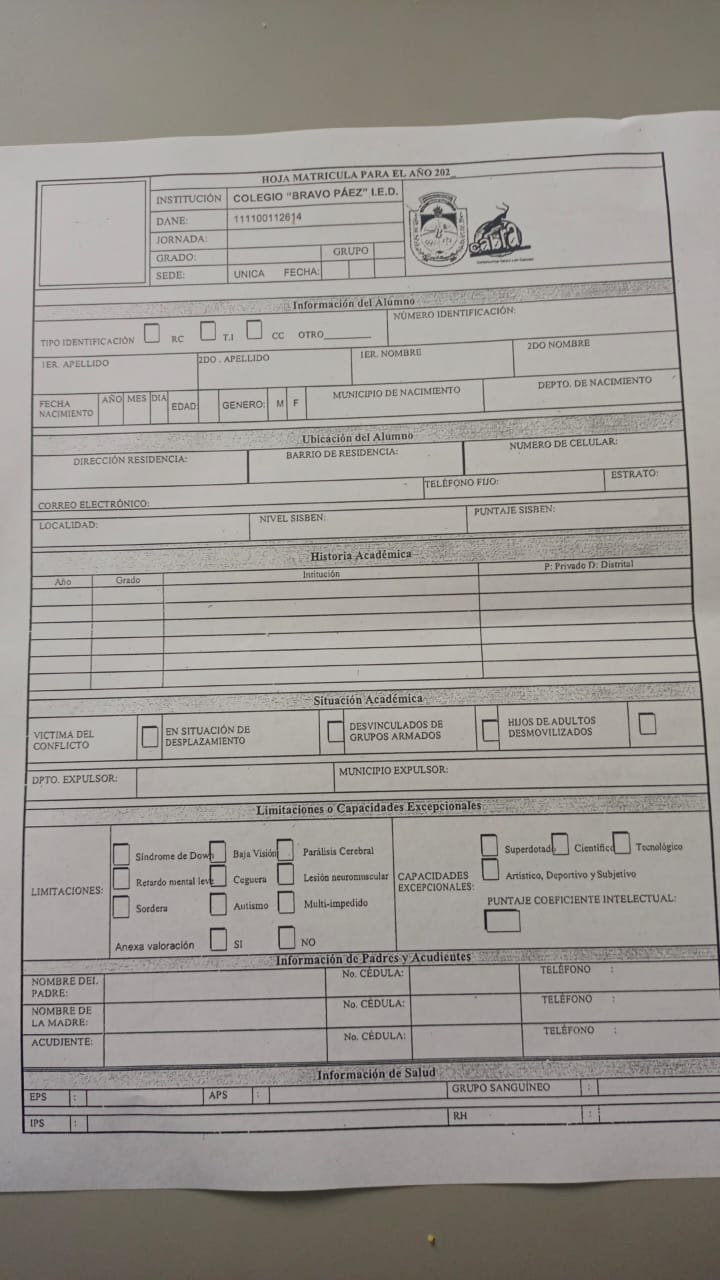 HOJA MATRICULA PARA EL AÑO 202_
INSTITUCIÓN COLEGIO "BRAVO PÁEZ" I.E.D.
DANE: 111100112614
JORNADA:
GRADO: GRUPO
SEDE: UNICA FECHA:
cabra
Información del Alumno
TIPO IDENTIFICACIÓN RC T.I CC OTRO________ NÚMERO IDENTIFICACIÓN:
1ER. APELLIDO 2DO . APELLIDO 1ER. NOMBRE 2DO NOMBRE
FECHA NACIMIENTO AÑO MES DIA EDAD: GENERO: M F MUNICIPIO DE NACIMIENTO DEPTO. DE NACIMIENTO
Ubicación del Alumno
DIRECCIÓN RESIDENCIA: BARRIO DE RESIDENCIA: NUMERO DE CELULAR:
CORREO ELECTRÓNICO: TELÉFONO FIJO: ESTRATO:
LOCALIDAD: NIVEL SISBEN: PUNTAJE SISBEN:
Historia Académica
Año Grado Intitución P: Privado D: Distrital
Situación Académica
VICTIMA DEL CONFLICTO EN SITUACIÓN DE DESPLAZAMIENTO DESVINCULADOS DE GRUPOS ARMADOS HIJOS DE ADULTOS DESMOVILIZADOS
DPTO. EXPULSOR: MUNICIPIO EXPULSOR:
Limitaciones o Capacidades Excepcionales
LIMITACIONES:
Síndrome de Down Baja Visión Parálisis Cerebral
Retardo mental leve Ceguera Lesión neuromuscular
Sordera Autismo Multi-impedido
Anexa valoración SI NO
CAPACIDADES EXCEPCIONALES:
Superdotado Científico Tecnológico
Artístico, Deportivo y Subjetivo
PUNTAJE COEFICIENTE INTELECTUAL:
Información de Padres y Acudientes
NOMBRE DEL PADRE: No. CÉDULA: TELÉFONO :
NOMBRE DE LA MADRE: No. CÉDULA: TELÉFONO :
ACUDIENTE: No. CÉDULA: TELÉFONO :
Información de Salud
EPS : APS : GRUPO SANGUÍNEO :
IPS : RH :